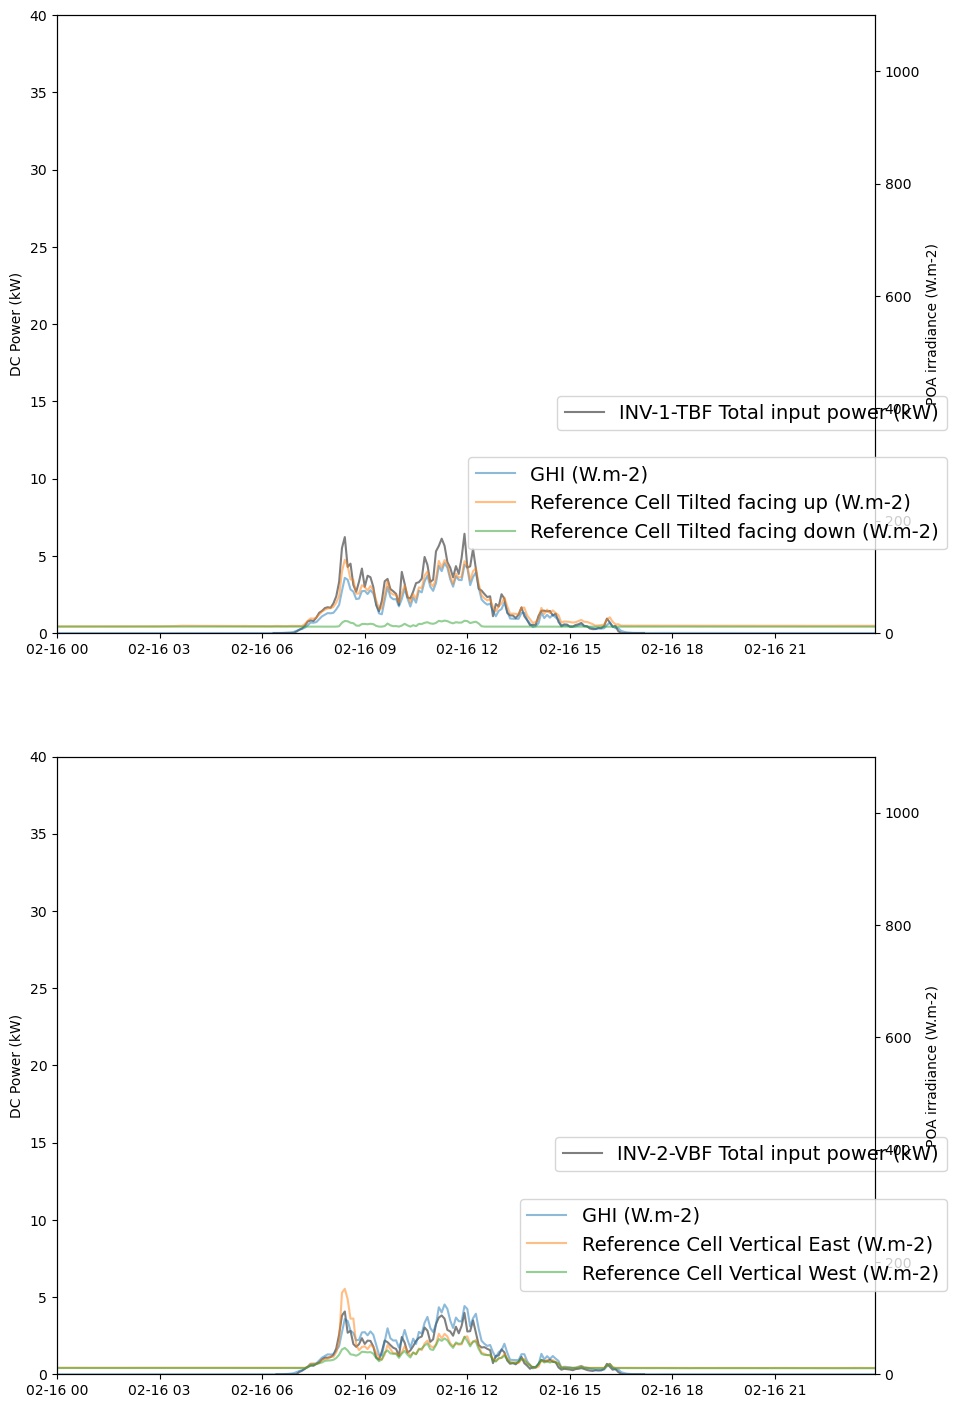 40
35
30
25
20
15
10
5
0
DC Power (kW)
1000
800
600
400
200
0
POA irradiance (W.m-2)
INV-1-TBF Total input power (kW)
GHI (W.m-2)
Reference Cell Tilted facing up (W.m-2)
Reference Cell Tilted facing down (W.m-2)
02-16 00 02-16 03 02-16 06 02-16 09 02-16 12 02-16 15 02-16 18 02-16 21
40
35
30
25
20
15
10
5
0
DC Power (kW)
1000
800
600
400
200
0
POA irradiance (W.m-2)
INV-2-VBF Total input power (kW)
GHI (W.m-2)
Reference Cell Vertical East (W.m-2)
Reference Cell Vertical West (W.m-2)
02-16 00 02-16 03 02-16 06 02-16 09 02-16 12 02-16 15 02-16 18 02-16 21